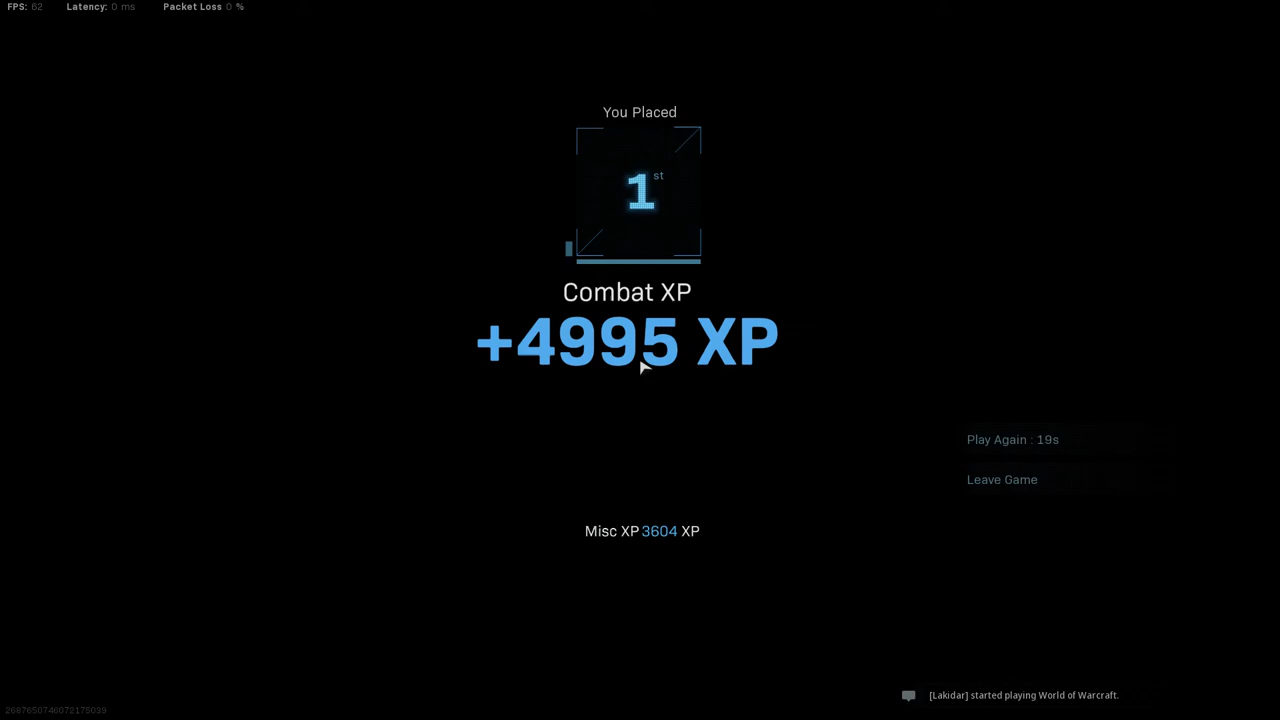 FPS: 62 Latency: 0 ms Packet Loss 0 %
You Placed
1st
Combat XP
+4995 XP
Play Again : 19s
Leave Game
Misc XP 3604 XP
[Lakidar] started playing World of Warcraft.
2687650740072175039